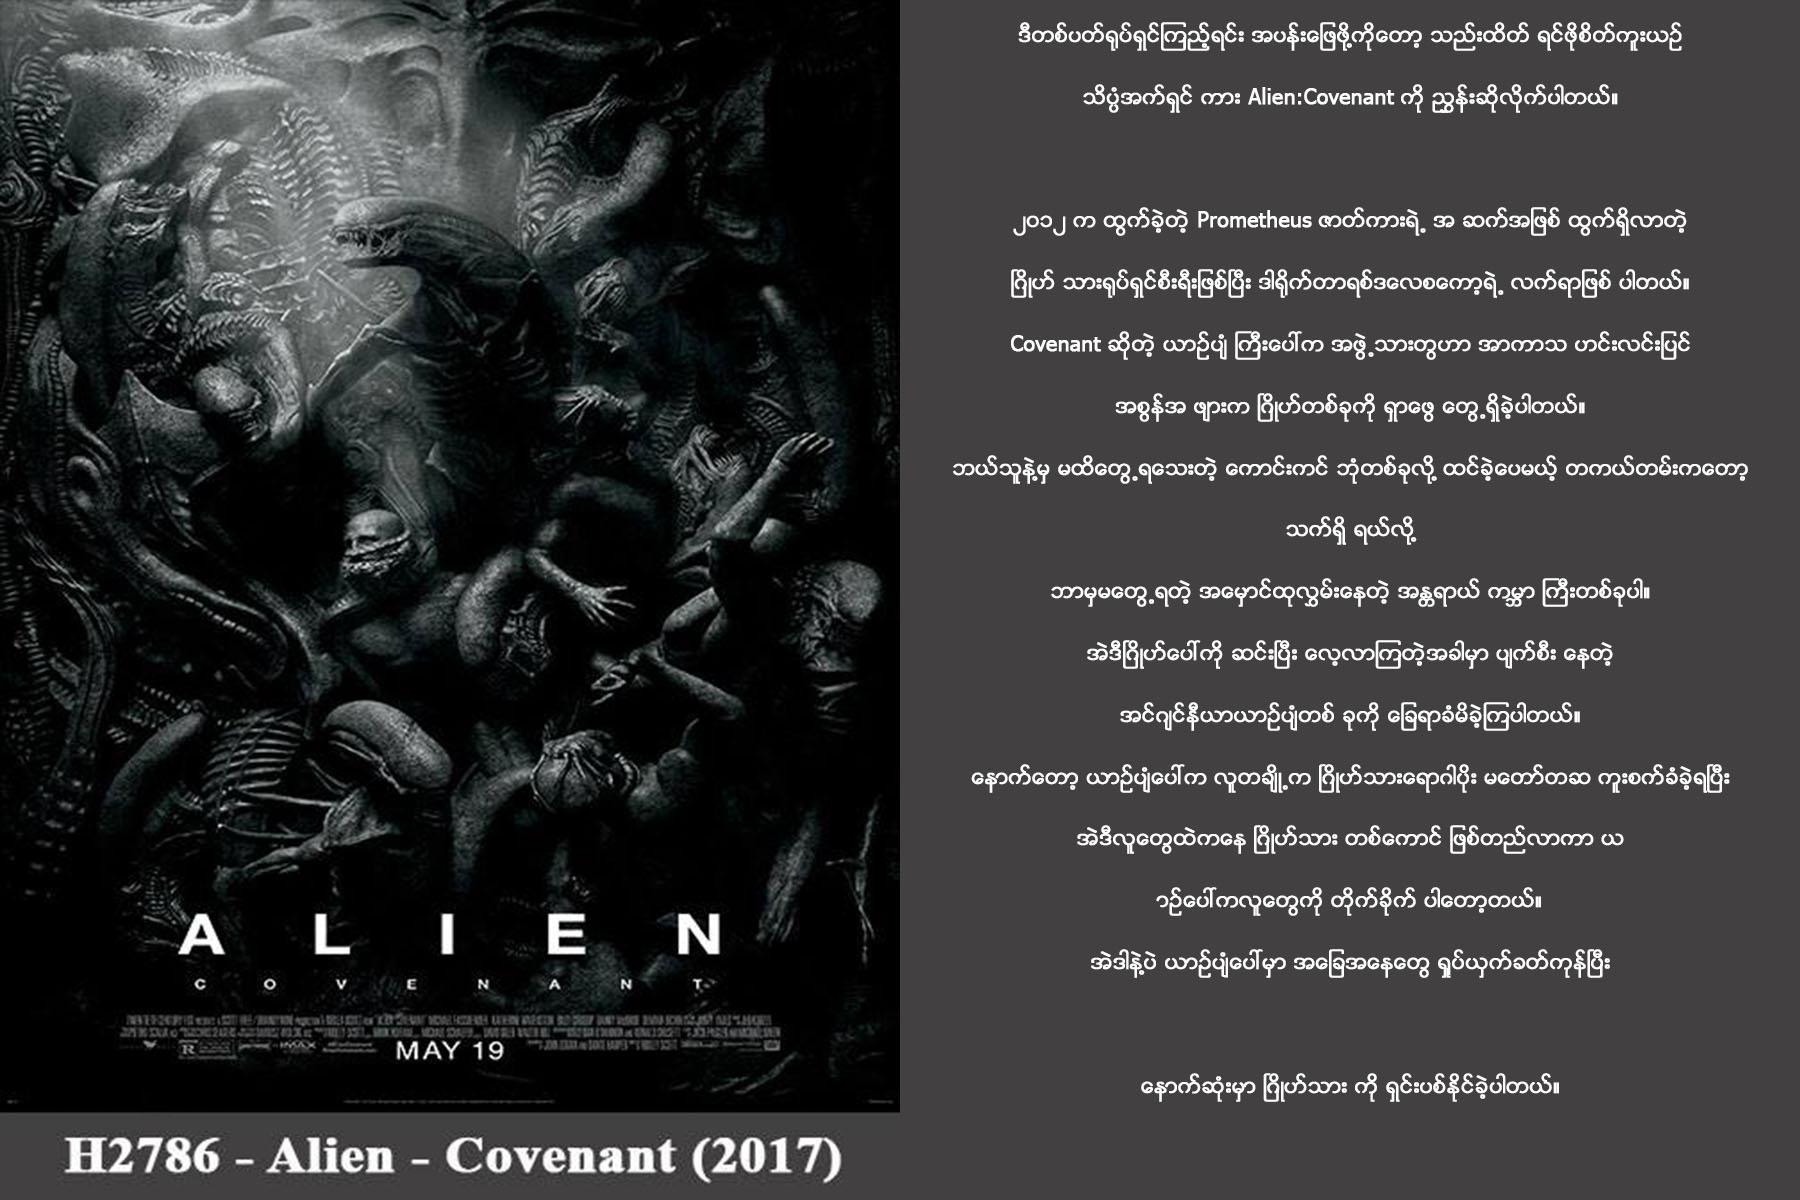 ဒီတစ်ပတ်ရုပ်ရှင်ကြည့်ရင်း အပန်းဖြေဖို့ကိုတော့ သည်းထိတ် ရင်ဖိုစိတ်ကူးယဉ်
သိပ္ပံအက်ရှင် ကား Alien:Covenant ကို ညွှန်းဆိုလိုက်ပါတယ်။
၂၀၁၂ က ထွက်ခဲ့တဲ့ Prometheus ဇာတ်ကားရဲ့ အ ဆက်အဖြစ် ထွက်ရှိလာတဲ့
ဂြိုဟ် သားရုပ်ရှင်စီးရီးဖြစ်ပြီး ဒါရိုက်တာရစ်ဒလေစကော့ရဲ့ လက်ရာဖြစ် ပါတယ်။
Covenant ဆိုတဲ့ ယာဉ်ပျံ ကြီးပေါ်က အဖွဲ့သားတွဟာ အာကာသ ဟင်းလင်းပြင်
အစွန်အ ဖျားက ဂြိုဟ်တစ်ခုကို ရှာဖွေ တွေ့ရှိခဲ့ပါတယ်။
ဘယ်သူနဲ့မှ မထိတွေ့ရသေးတဲ့ ကောင်းကင် ဘုံတစ်ခုလို့ ထင်ခဲ့ပေမယ့် တကယ်တမ်းကတော့
သက်ရှိ ရယ်လို့
ဘာမှမတွေ့ရတဲ့ အမှောင်ထုလွှမ်းနေတဲ့ အန္တရာယ် ကမ္ဘာ ကြီးတစ်ခုပါ။
အဲဒီဂြိုဟ်ပေါ်ကို ဆင်းပြီး လေ့လာကြတဲ့အခါမှာ ပျက်စီး နေတဲ့
အင်ဂျင်နီယာယာဉ်ပျံတစ် ခုကို ခြေရာခံမိခဲ့ကြပါတယ်။
နောက်တော့ ယာဉ်ပျံပေါ်က လူတချို့က ဂြိုဟ်သားရောဂါပိုး မတော်တဆ ကူးစက်ခံခဲ့ရပြီး
အဲဒီလူတွေထဲကနေ ဂြိုဟ်သား တစ်ကောင် ဖြစ်တည်လာကာ ယ
ာဉ်ပေါ်ကလူတွေကို တိုက်ခိုက် ပါတော့တယ်။
အဲဒါနဲ့ပဲ ယာဉ်ပျံပေါ်မှာ အခြေအနေတွေ ရှုပ်ယှက်ခတ်ကုန်ပြီး
နောက်ဆုံးမှာ ဂြိုဟ်သား ကို ရှင်းပစ်နိုင်ခဲ့ပါတယ်။
ALIEN
COVENANT
MAY 19
H2786 - Alien - Covenant (2017)